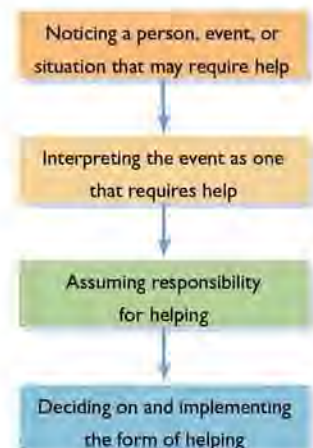 Noticing a person, event, or
situation that may require help
Interpreting the event as one
that requires help
Assuming responsibility
for helping
Deciding on and implementing
the form of helping